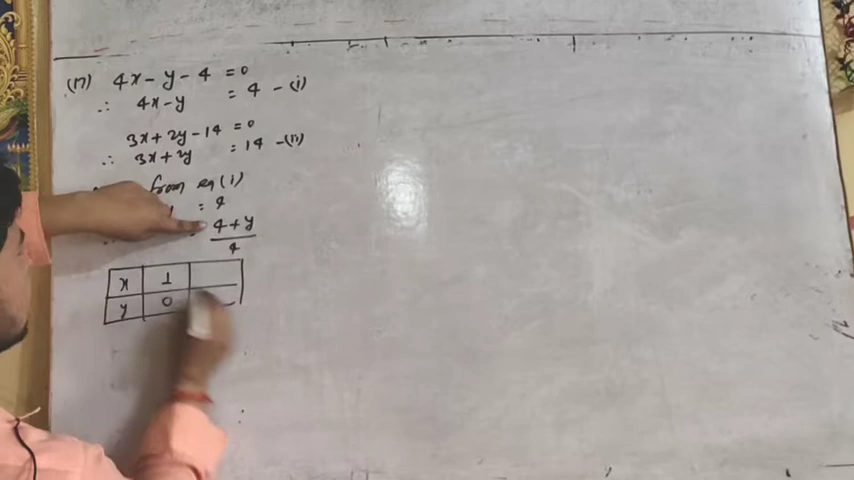 (17) 4x - y - 4 = 0
∴ 4x - y = 4 - (i)
3x + 2y - 14 = 0
∴ 3x + 2y = 14 - (ii)
from eq (i)
= 4
4 + y
4
x 1
y 0